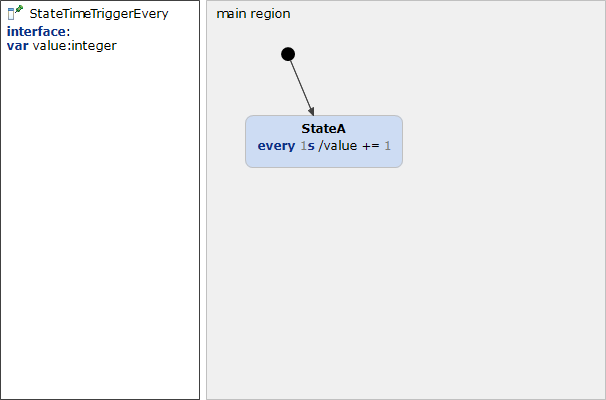 StateTimeTriggerEvery
interface:
var value:integer
main region
StateA
every 1s /value += 1